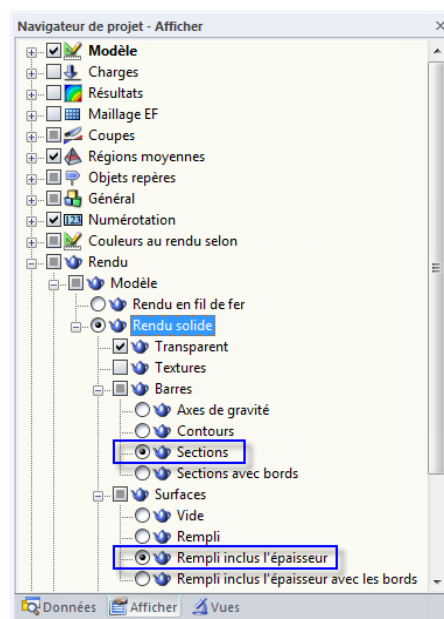 Navigateur de projet - Afficher
Modèle
Charges
Résultats
Maillage EF
Coupes
Régions moyennes
Objets repères
Général
Numérotation
Couleurs au rendu selon
Rendu
Modèle
Rendu en fil de fer
Rendu solide
Transparent
Textures
Barres
Axes de gravité
Contours
Sections
Sections avec bords
Surfaces
Vide
Rempli
Rempli inclus l'épaisseur
Rempli inclus l'épaisseur avec les bords
Données Afficher Vues